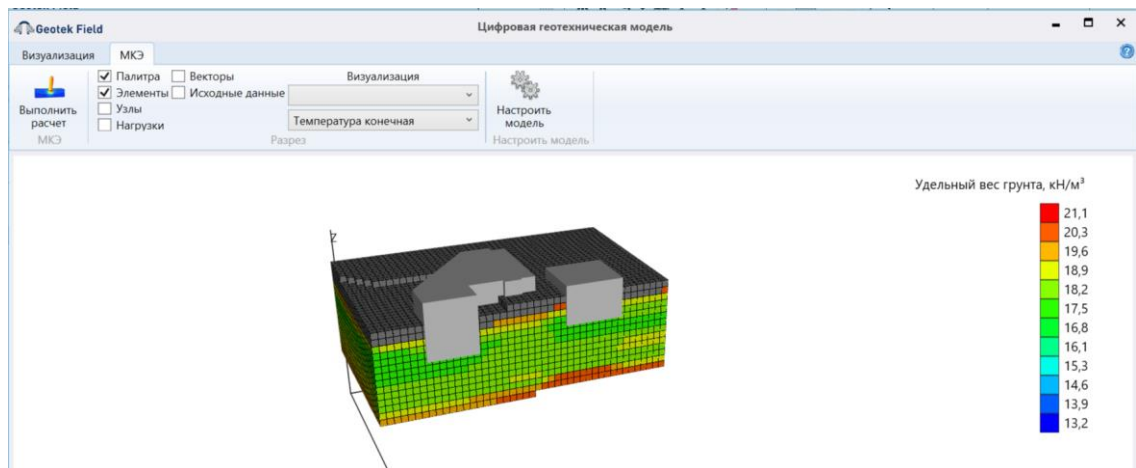 Geotek Field
Цифровая геотехническая модель
Визуализация
МКЭ
Выполнить
расчет
МКЭ
Палитра
Векторы
Элементы
Исходные данные
Узлы
Нагрузки
Визуализация
Температура конечная
Разрез
Настроить
модель
Настроить модель
Удельный вес грунта, кН/м³
21,1
20,3
19,6
18,9
18,2
17,5
16,8
16,1
15,3
14,6
13,9
13,2
Z